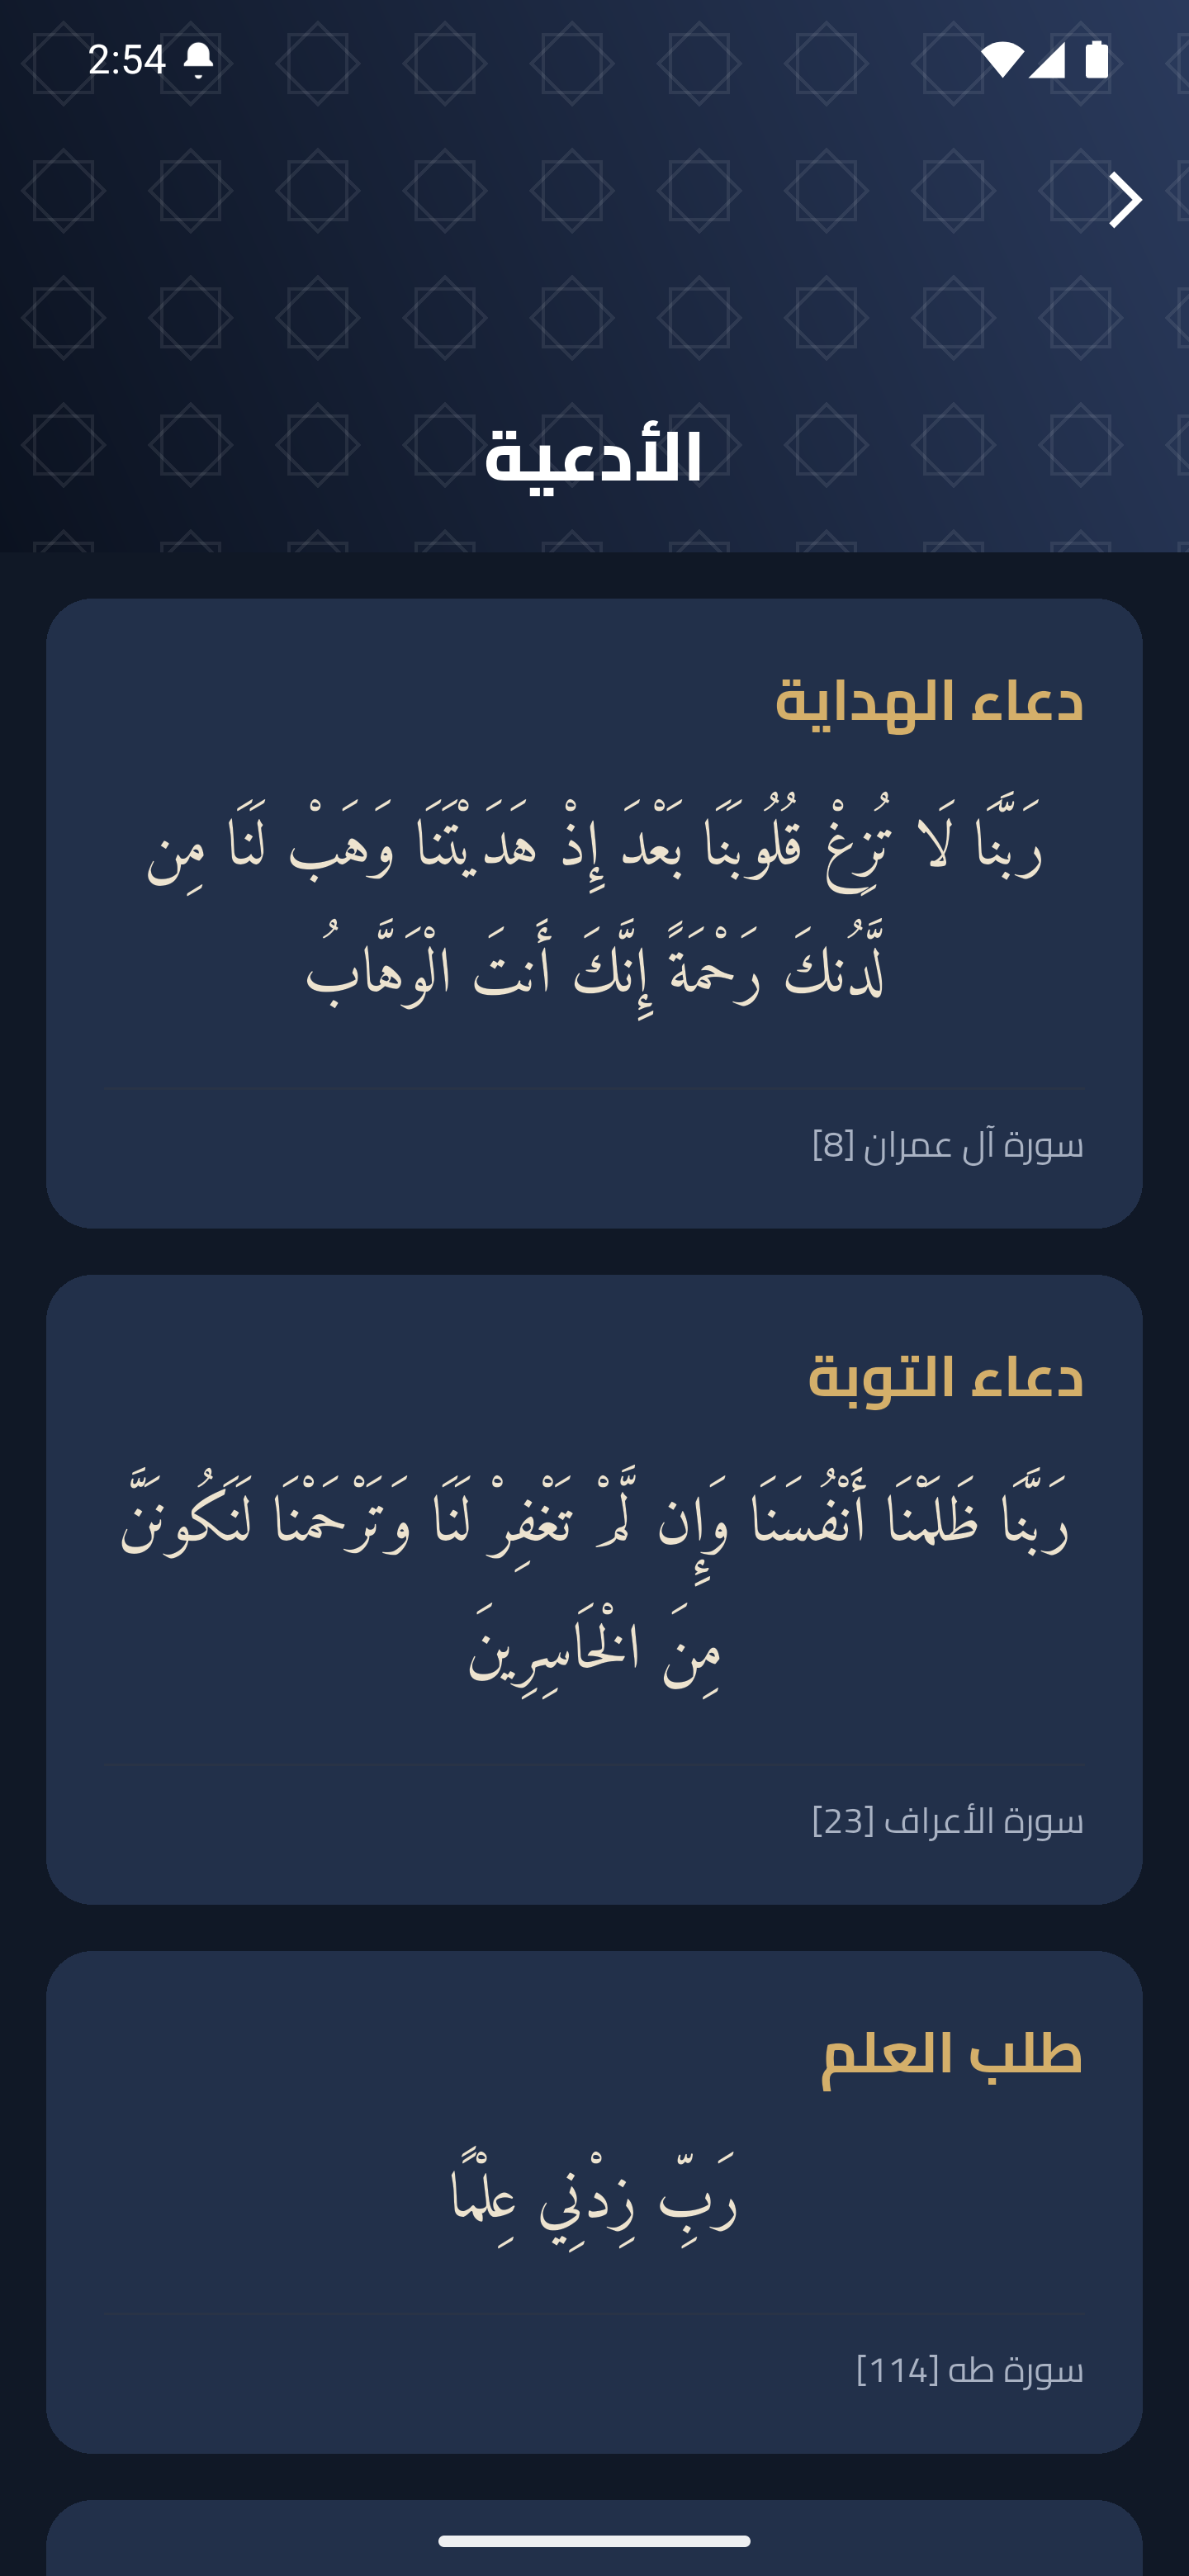 2:54
الأدعية
دعاء الهداية
رَبَّنَا لَا تُزِغْ قُلُوبَنَا بَعْدَ إِذْ هَدَيْتَنَا وَهَبْ لَنَا مِن
لَّدُنكَ رَحْمَةً إِنَّكَ أَنتَ الْوَهَّابُ
سورة آل عمران [8]
دعاء التوبة
رَبَّنَا ظَلَمْنَا أَنْفُسَنَا وَإِن لَّمْ تَغْفِرْ لَنَا وَتَرْحَمْنَا لَنَكُونَنَّ
مِنَ الْخَاسِرِينَ
سورة الأعراف [23]
طلب العلم
رَبِّ زِدْنِي عِلْمًا
سورة طه [114]